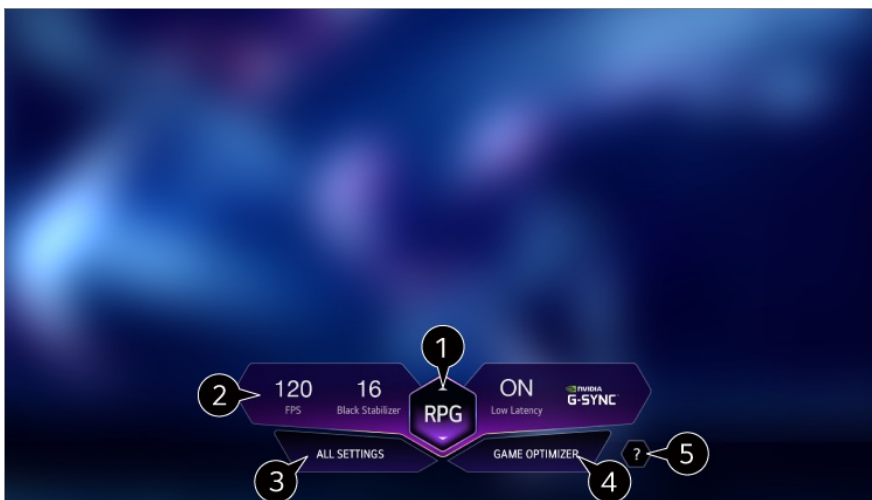 1
2
120
FPS
16
Black Stabilizer
RPG
ON
Low Latency
NVIDIA
G-SYNC
ALL SETTINGS
GAME OPTIMIZER
?
3
4
5